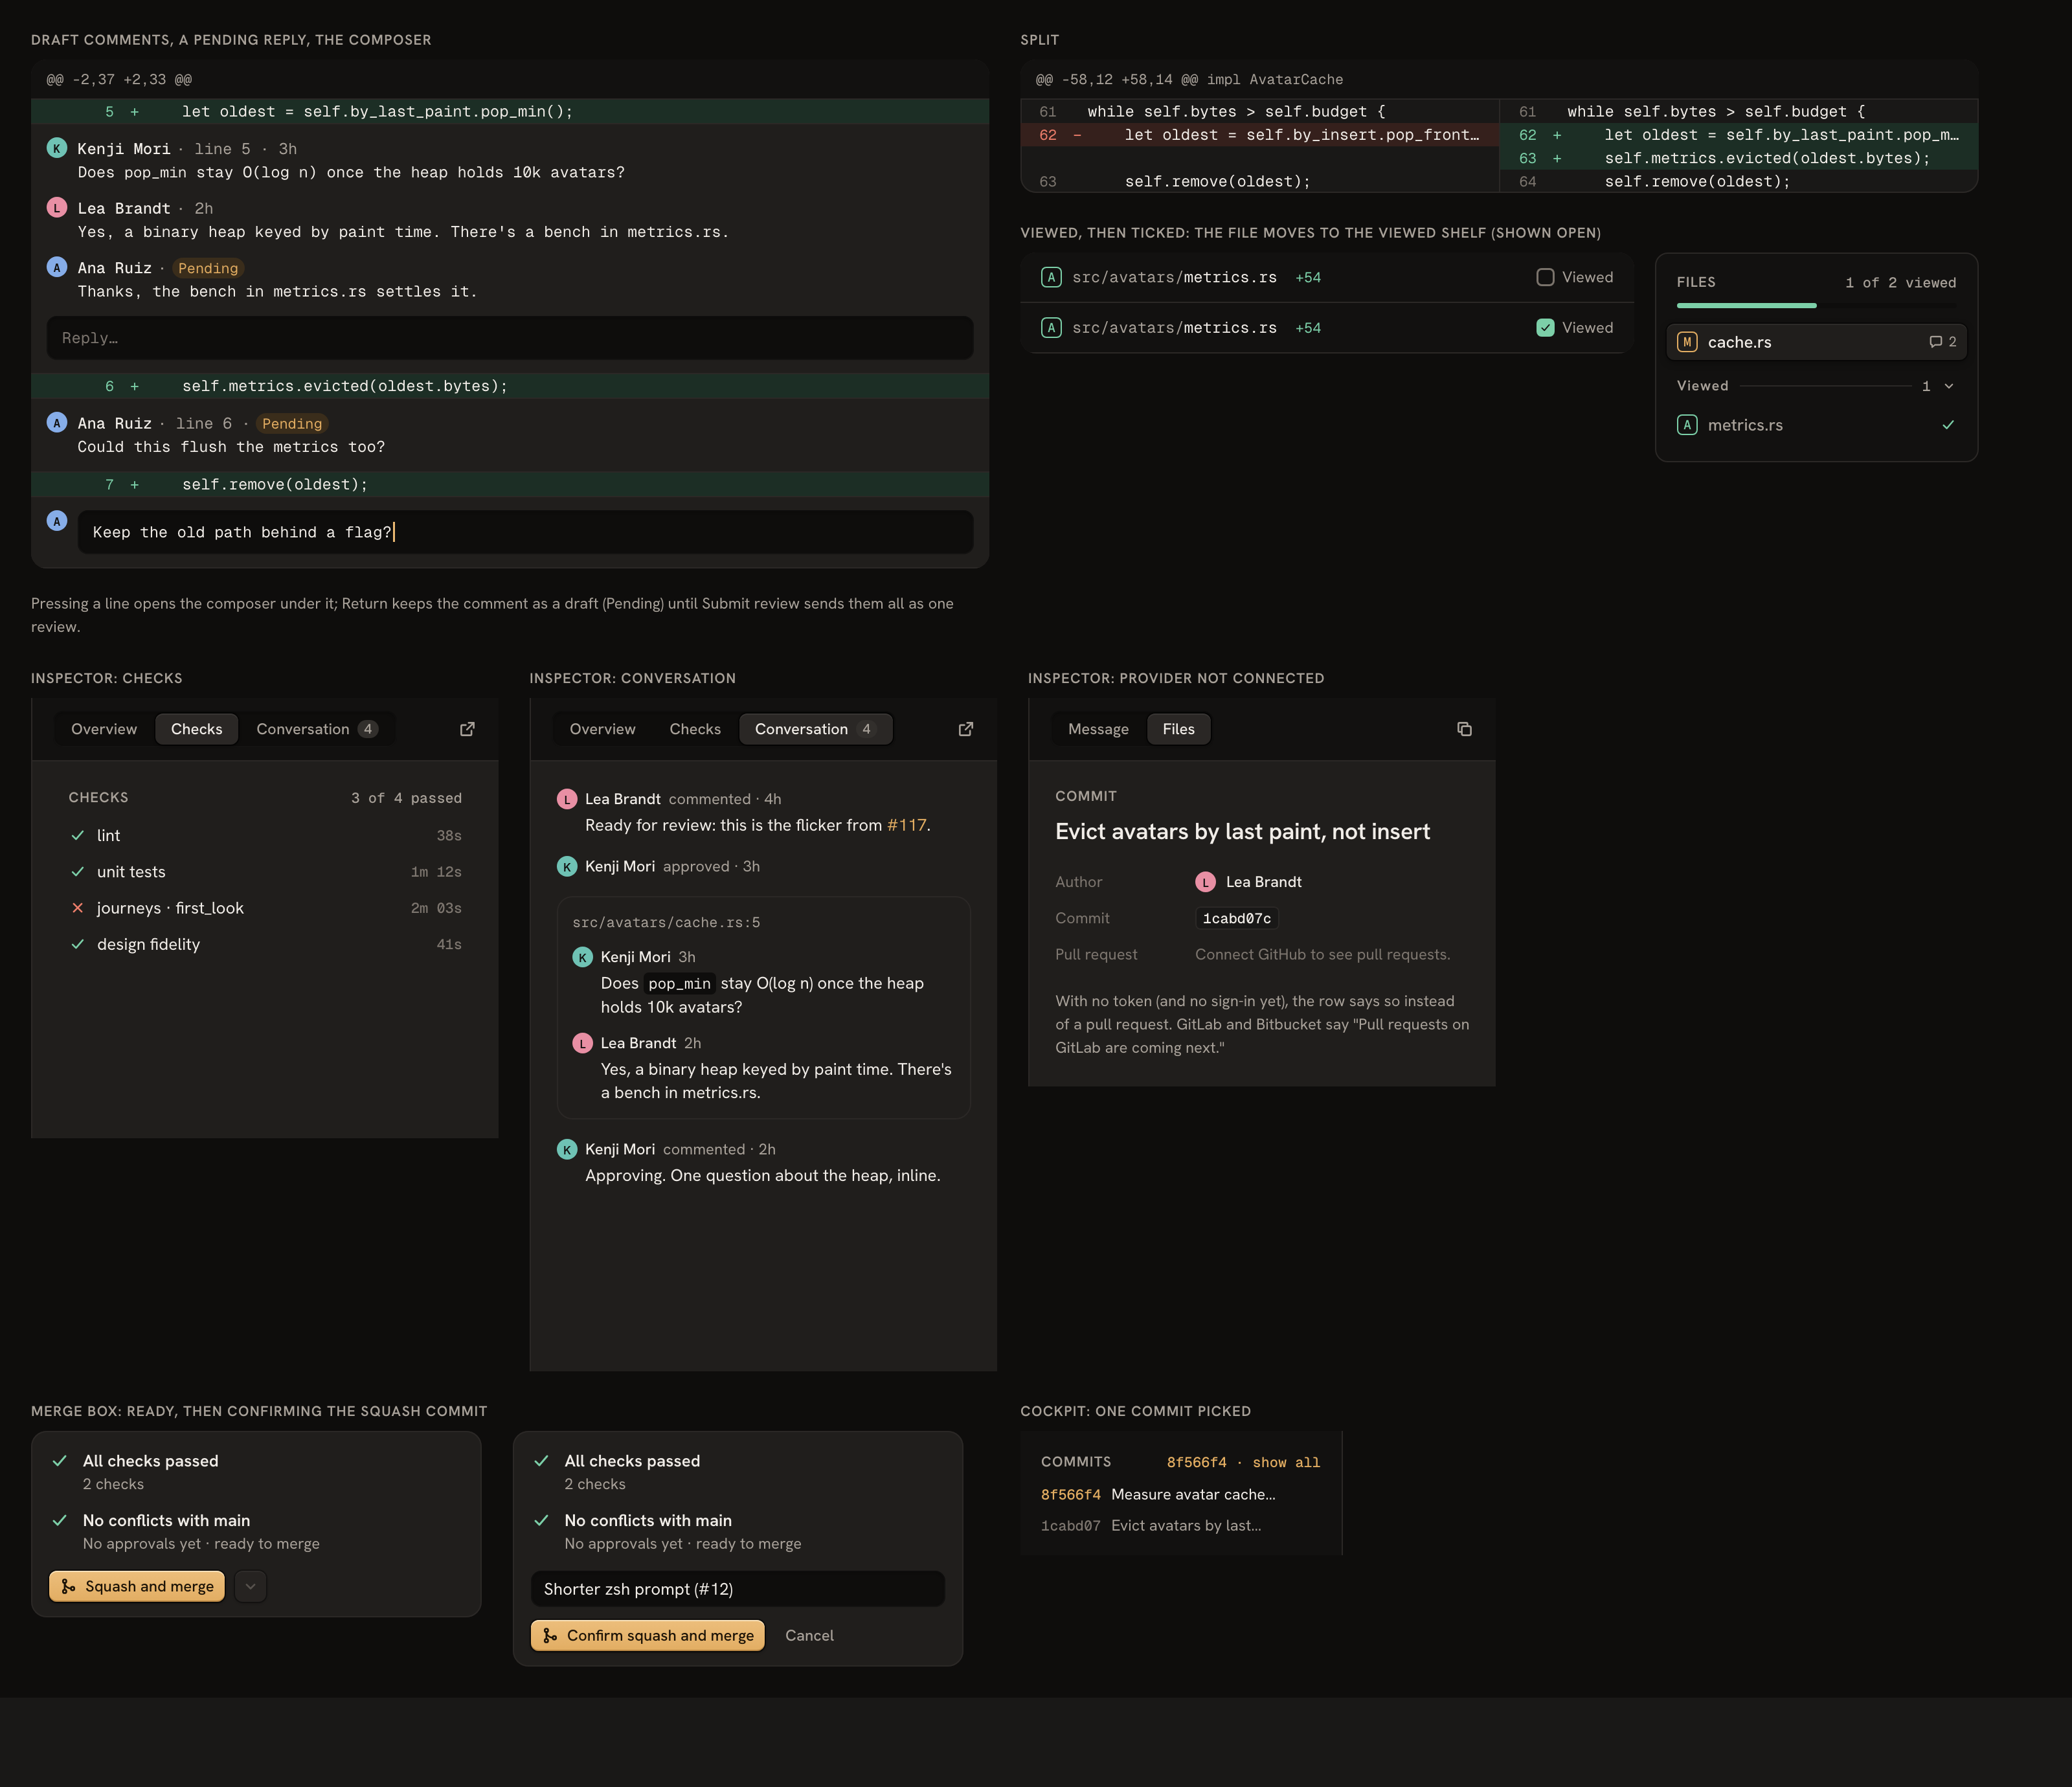 DRAFT COMMENTS, A PENDING REPLY, THE COMPOSER
@@ -2,37 +2,33 @@
5 + let oldest = self.by_last_paint.pop_min();
K Kenji Mori · line 5 · 3h
Does pop_min stay O(log n) once the heap holds 10k avatars?
L Lea Brandt · 2h
Yes, a binary heap keyed by paint time. There's a bench in metrics.rs.
A Ana Ruiz · Pending
Thanks, the bench in metrics.rs settles it.
Reply…
6 + self.metrics.evicted(oldest.bytes);
A Ana Ruiz · line 6 · Pending
Could this flush the metrics too?
7 + self.remove(oldest);
A Keep the old path behind a flag?
Pressing a line opens the composer under it; Return keeps the comment as a draft (Pending) until Submit review sends them all as one
review.
SPLIT
@@ -58,12 +58,14 @@ impl AvatarCache
61 while self.bytes > self.budget {
62 − let oldest = self.by_insert.pop_front…
63 self.remove(oldest);
61 while self.bytes > self.budget {
62 + let oldest = self.by_last_paint.pop_m…
63 + self.metrics.evicted(oldest.bytes);
64 self.remove(oldest);
VIEWED, THEN TICKED: THE FILE MOVES TO THE VIEWED SHELF (SHOWN OPEN)
A src/avatars/metrics.rs +54 Viewed
A src/avatars/metrics.rs +54 Viewed
FILES 1 of 2 viewed
M cache.rs 2
Viewed 1
A metrics.rs
INSPECTOR: CHECKS
Overview Checks Conversation 4
CHECKS 3 of 4 passed
lint 38s
unit tests 1m 12s
journeys · first_look 2m 03s
design fidelity 41s
INSPECTOR: CONVERSATION
Overview Checks Conversation 4
L Lea Brandt commented · 4h
Ready for review: this is the flicker from #117.
K Kenji Mori approved · 3h
src/avatars/cache.rs:5
K Kenji Mori 3h
Does pop_min stay O(log n) once the heap
holds 10k avatars?
L Lea Brandt 2h
Yes, a binary heap keyed by paint time. There's
a bench in metrics.rs.
K Kenji Mori commented · 2h
Approving. One question about the heap, inline.
INSPECTOR: PROVIDER NOT CONNECTED
Message Files
COMMIT
Evict avatars by last paint, not insert
Author L Lea Brandt
Commit 1cabd07c
Pull request Connect GitHub to see pull requests.
With no token (and no sign-in yet), the row says so instead
of a pull request. GitLab and Bitbucket say "Pull requests on
GitLab are coming next."
MERGE BOX: READY, THEN CONFIRMING THE SQUASH COMMIT
All checks passed
2 checks
No conflicts with main
No approvals yet · ready to merge
Squash and merge
All checks passed
2 checks
No conflicts with main
No approvals yet · ready to merge
Shorter zsh prompt (#12)
Confirm squash and merge Cancel
COCKPIT: ONE COMMIT PICKED
COMMITS 8f566f4 · show all
8f566f4 Measure avatar cache…
1cabd07 Evict avatars by last…